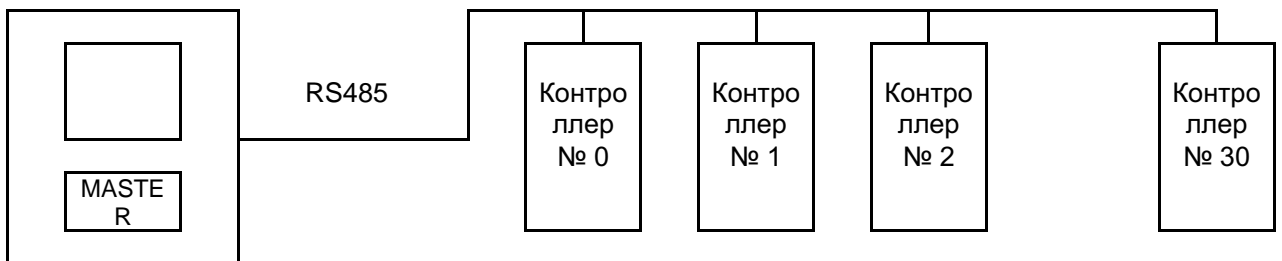 RS485
MASTE
R
Контро
ллер
№ 0
Контро
ллер
№ 1
Контро
ллер
№ 2
Контро
ллер
№ 30